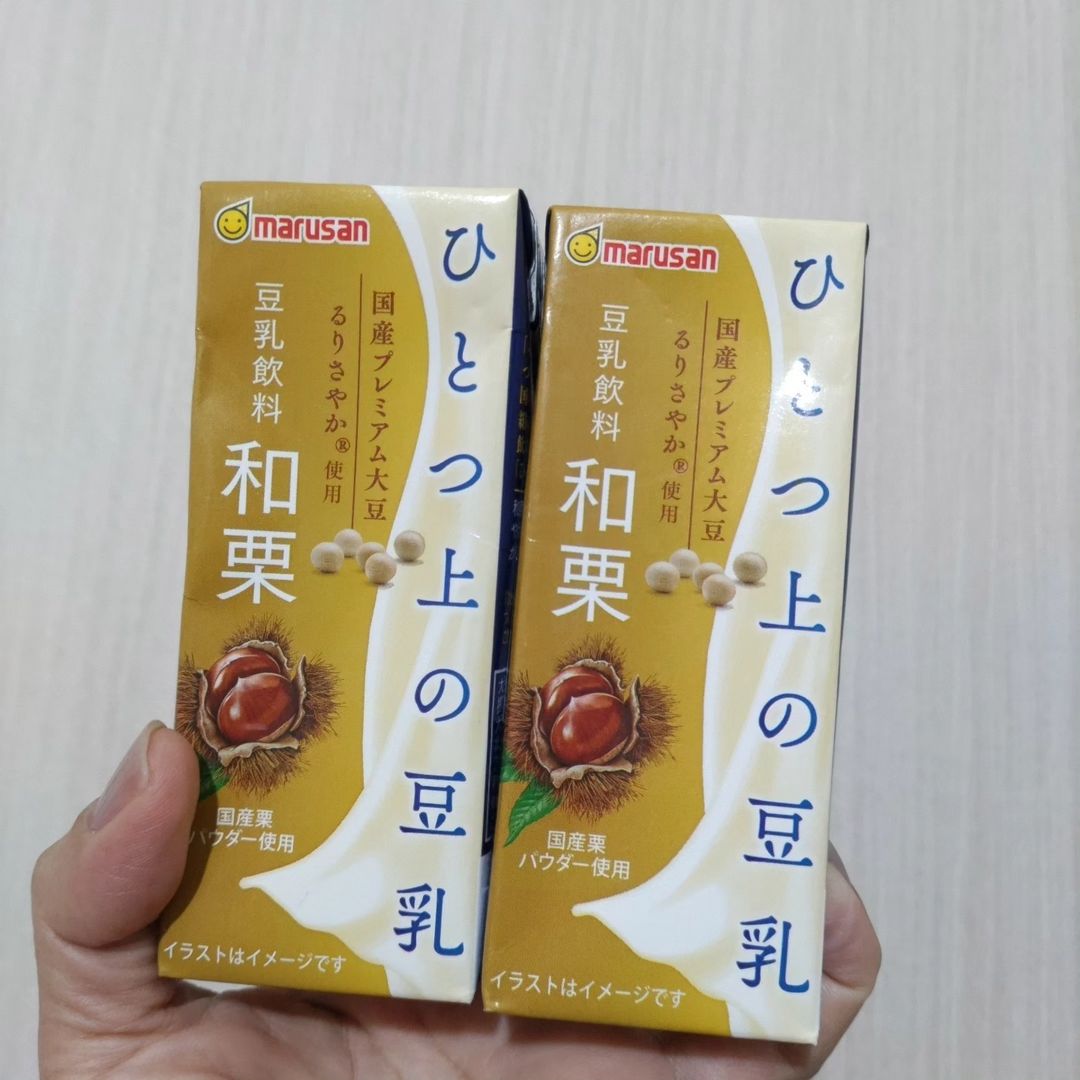 marusan
ひとつ上の豆乳
国産プレミアム大豆
るりさやか®使用
豆乳飲料
和栗
国産栗
パウダー使用
イラストはイメージです
marusan
ひとつ上の豆乳
国産プレミアム大豆
るりさやか®使用
豆乳飲料
和栗
国産栗
パウダー使用
イラストはイメージです